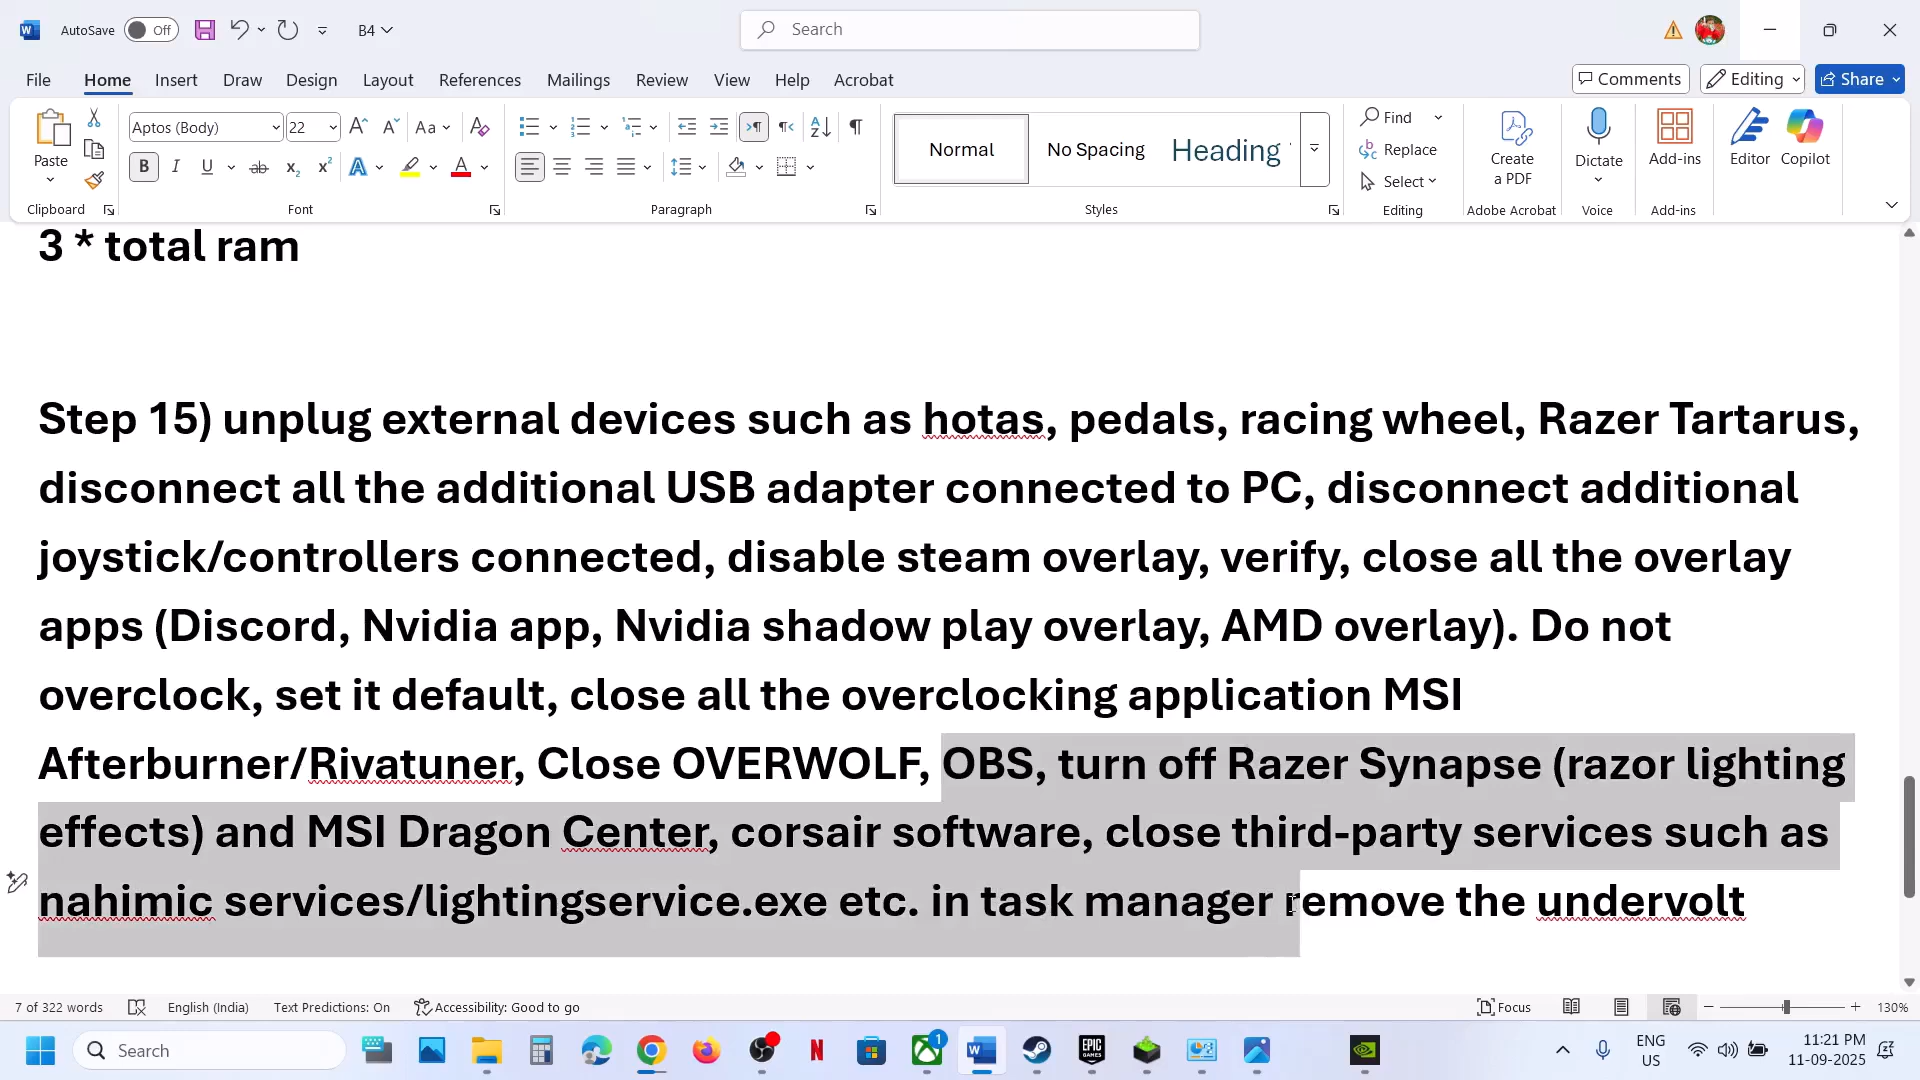 AutoSave Off B4 Search
File Home Insert Draw Design Layout References Mailings Review View Help Acrobat Comments Editing Share
Paste Aptos (Body) 22 Aa Normal No Spacing Heading Find Replace Select Create a PDF Dictate Add-ins Editor Copilot
Clipboard Font Paragraph Styles Editing Adobe Acrobat Voice Add-ins
3 * total ram
Step 15) unplug external devices such as hotas, pedals, racing wheel, Razer Tartarus,
disconnect all the additional USB adapter connected to PC, disconnect additional
joystick/controllers connected, disable steam overlay, verify, close all the overlay
apps (Discord, Nvidia app, Nvidia shadow play overlay, AMD overlay). Do not
overclock, set it default, close all the overclocking application MSI
Afterburner/Rivatuner, Close OVERWOLF, OBS, turn off Razer Synapse (razor lighting
effects) and MSI Dragon Center, corsair software, close third-party services such as
nahimic services/lightingservice.exe etc. in task manager remove the undervolt
7 of 322 words English (India) Text Predictions: On Accessibility: Good to go Focus 130%
Search 1 EPIC GAMES ENG US 11:21 PM 11-09-2025